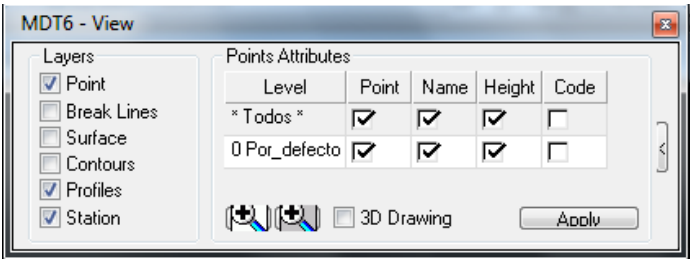 MDT6 - View
Layers
Point
Break Lines
Surface
Contours
Profiles
Station
Points Attributes
Level Point Name Height Code
* Todos *
0 Por_defecto
3D Drawing
Apply